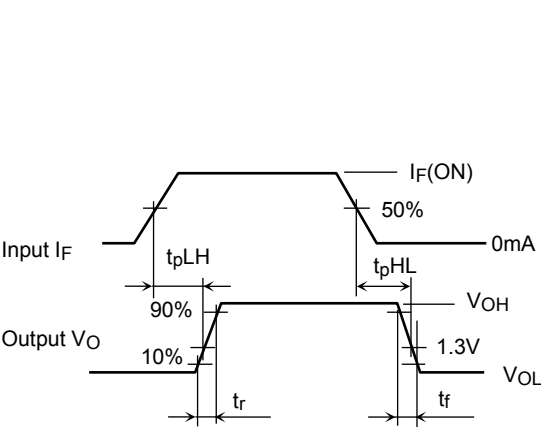 IF(ON)
50%
Input IF
0mA
tpLH
tpHL
90%
VOH
Output VO
10%
1.3V
VOL
tr
tf